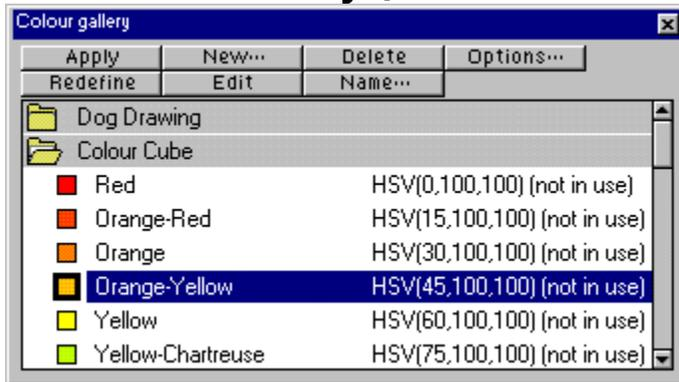 Colour gallery
Apply New... Delete Options...
Redefine Edit Name...
Dog Drawing
Colour Cube
Red HSV(0,100,100) (not in use)
Orange-Red HSV(15,100,100) (not in use)
Orange HSV(30,100,100) (not in use)
Orange-Yellow HSV(45,100,100) (not in use)
Yellow HSV(60,100,100) (not in use)
Yellow-Chartreuse HSV(75,100,100) (not in use)